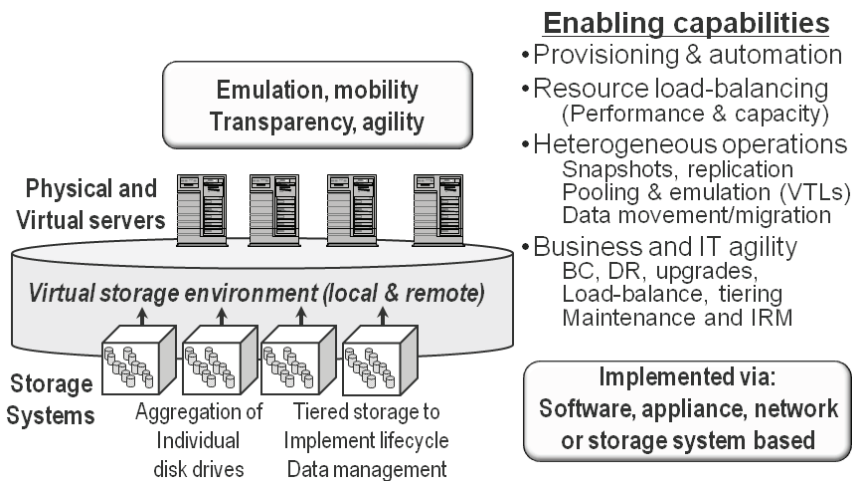 Emulation, mobility
Transparency, agility
Physical and
Virtual servers
Virtual storage environment (local & remote)
Storage
Systems
Aggregation of
Individual
disk drives
Tiered storage to
Implement lifecycle
Data management
Enabling capabilities
•Provisioning & automation
•Resource load-balancing
(Performance & capacity)
•Heterogeneous operations
Snapshots, replication
Pooling & emulation (VTLs)
Data movement/migration
•Business and IT agility
BC, DR, upgrades,
Load-balance, tiering
Maintenance and IRM
Implemented via:
Software, appliance, network
or storage system based